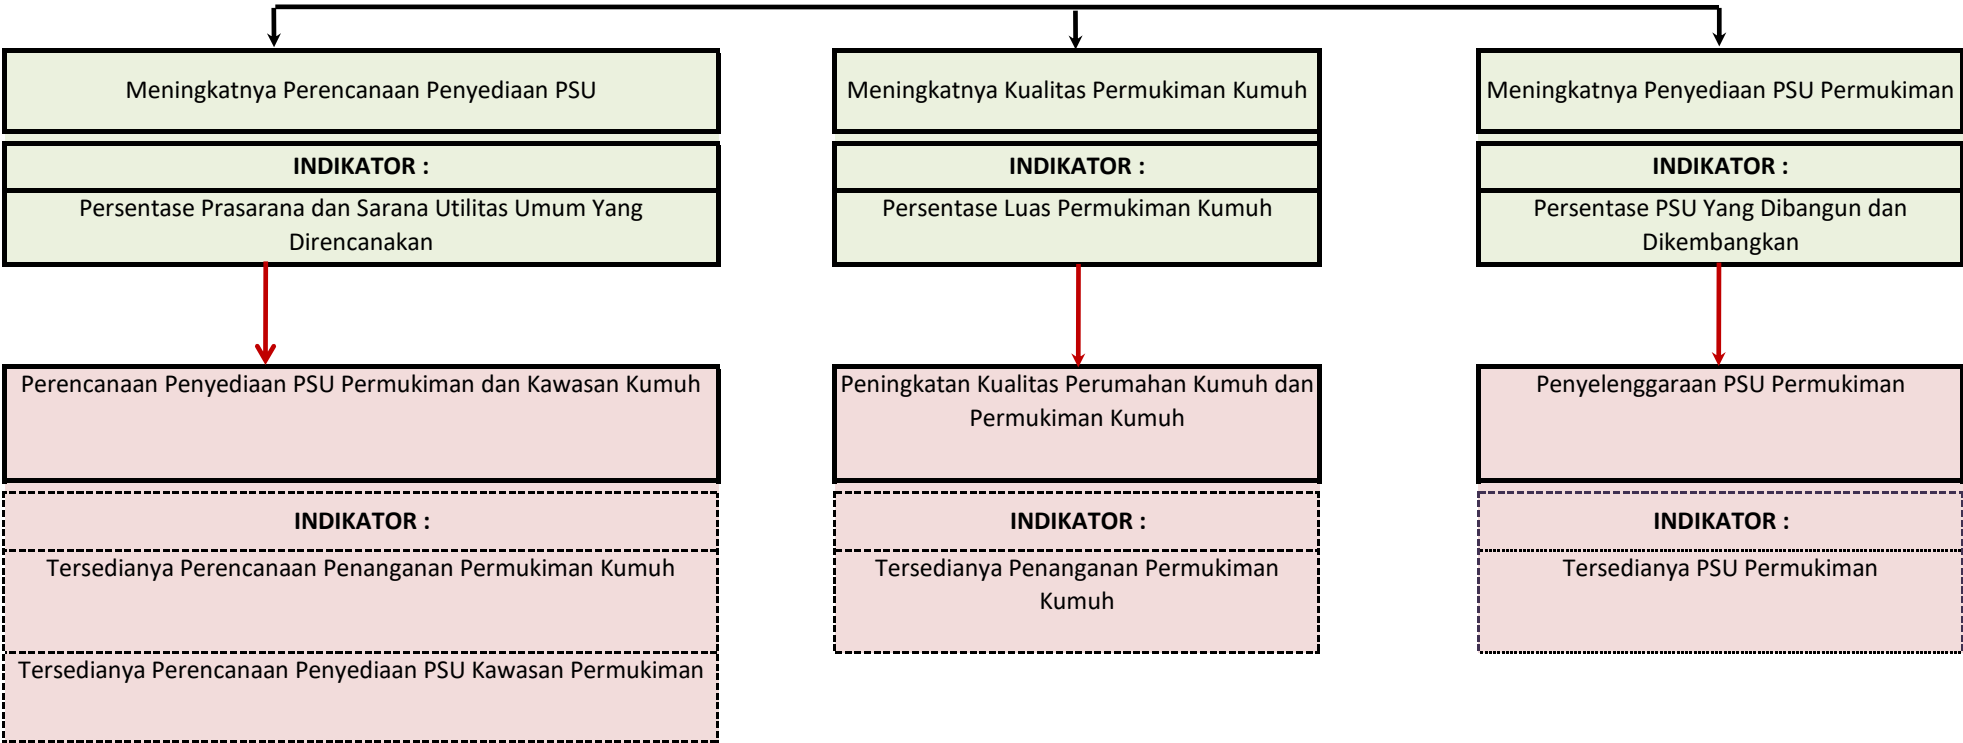 Meningkatnya Perencanaan Penyediaan PSU
INDIKATOR :
Persentase Prasarana dan Sarana Utilitas Umum Yang
Direncanakan
Perencanaan Penyediaan PSU Permukiman dan Kawasan Kumuh
INDIKATOR :
Tersedianya Perencanaan Penanganan Permukiman Kumuh
Tersedianya Perencanaan Penyediaan PSU Kawasan Permukiman
Meningkatnya Kualitas Permukiman Kumuh
INDIKATOR :
Persentase Luas Permukiman Kumuh
Peningkatan Kualitas Perumahan Kumuh dan
Permukiman Kumuh
INDIKATOR :
Tersedianya Penanganan Permukiman
Kumuh
Meningkatnya Penyediaan PSU Permukiman
INDIKATOR :
Persentase PSU Yang Dibangun dan
Dikembangkan
Penyelenggaraan PSU Permukiman
INDIKATOR :
Tersedianya PSU Permukiman